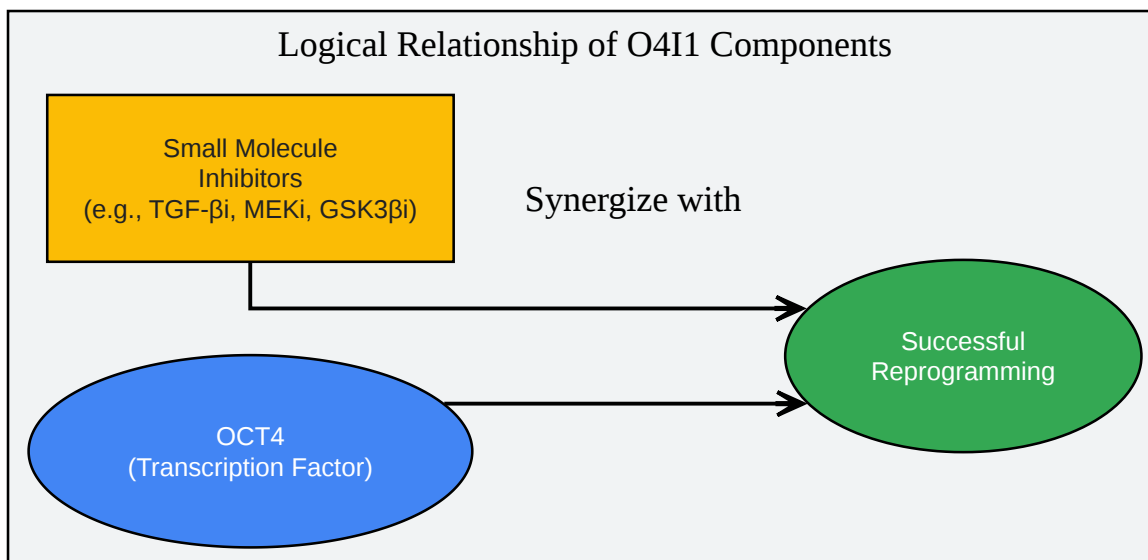 Logical Relationship of O4I1 Components
Small Molecule
Inhibitors
(e.g., TGF-βi, MEKi, GSK3βi)
Synergize with
Successful
Reprogramming
OCT4
(Transcription Factor)